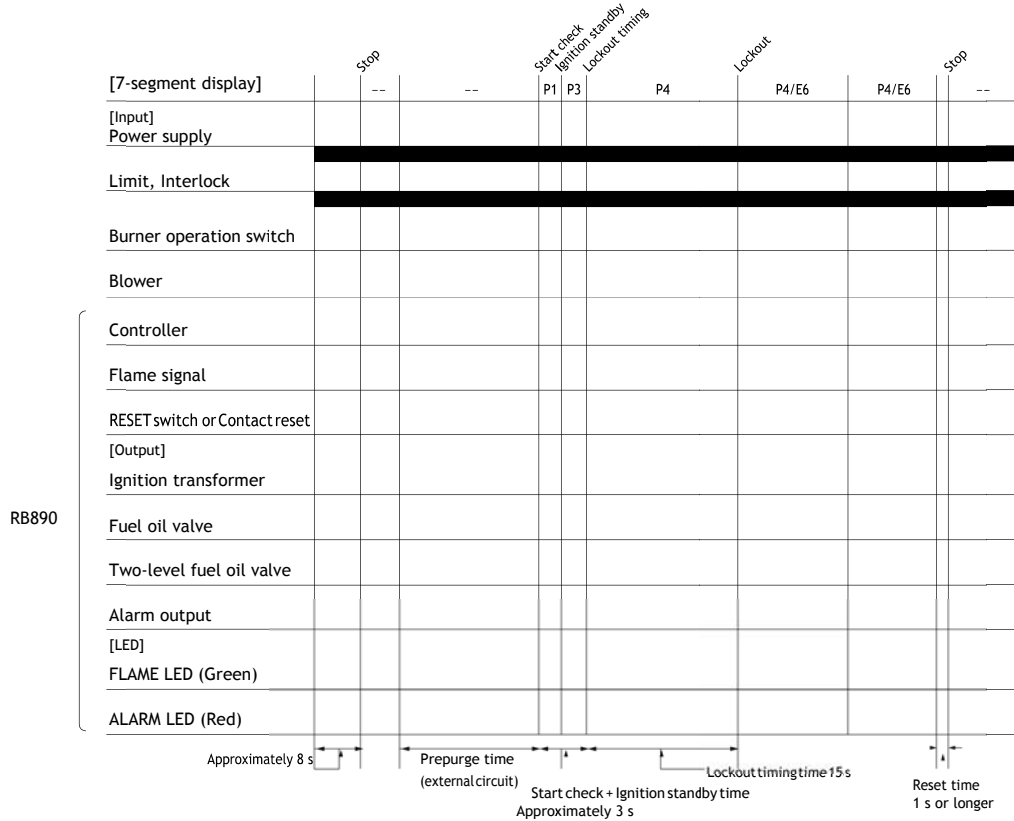 Stop
Start check
Ignition standby
Lockout timing
Lockout
Stop
[7-segment display] -- -- P1 P3 P4 P4/E6 P4/E6 --
[Input]
Power supply
Limit, Interlock
Burner operation switch
Blower
Controller
Flame signal
RESET switch or Contact reset
[Output]
Ignition transformer
RB890
Fuel oil valve
Two-level fuel oil valve
Alarm output
[LED]
FLAME LED (Green)
ALARM LED (Red)
Approximately 8 s
Prepurge time
(external circuit)
Lockout timing time 15 s
Start check + Ignition standby time
Approximately 3 s
Reset time
1 s or longer